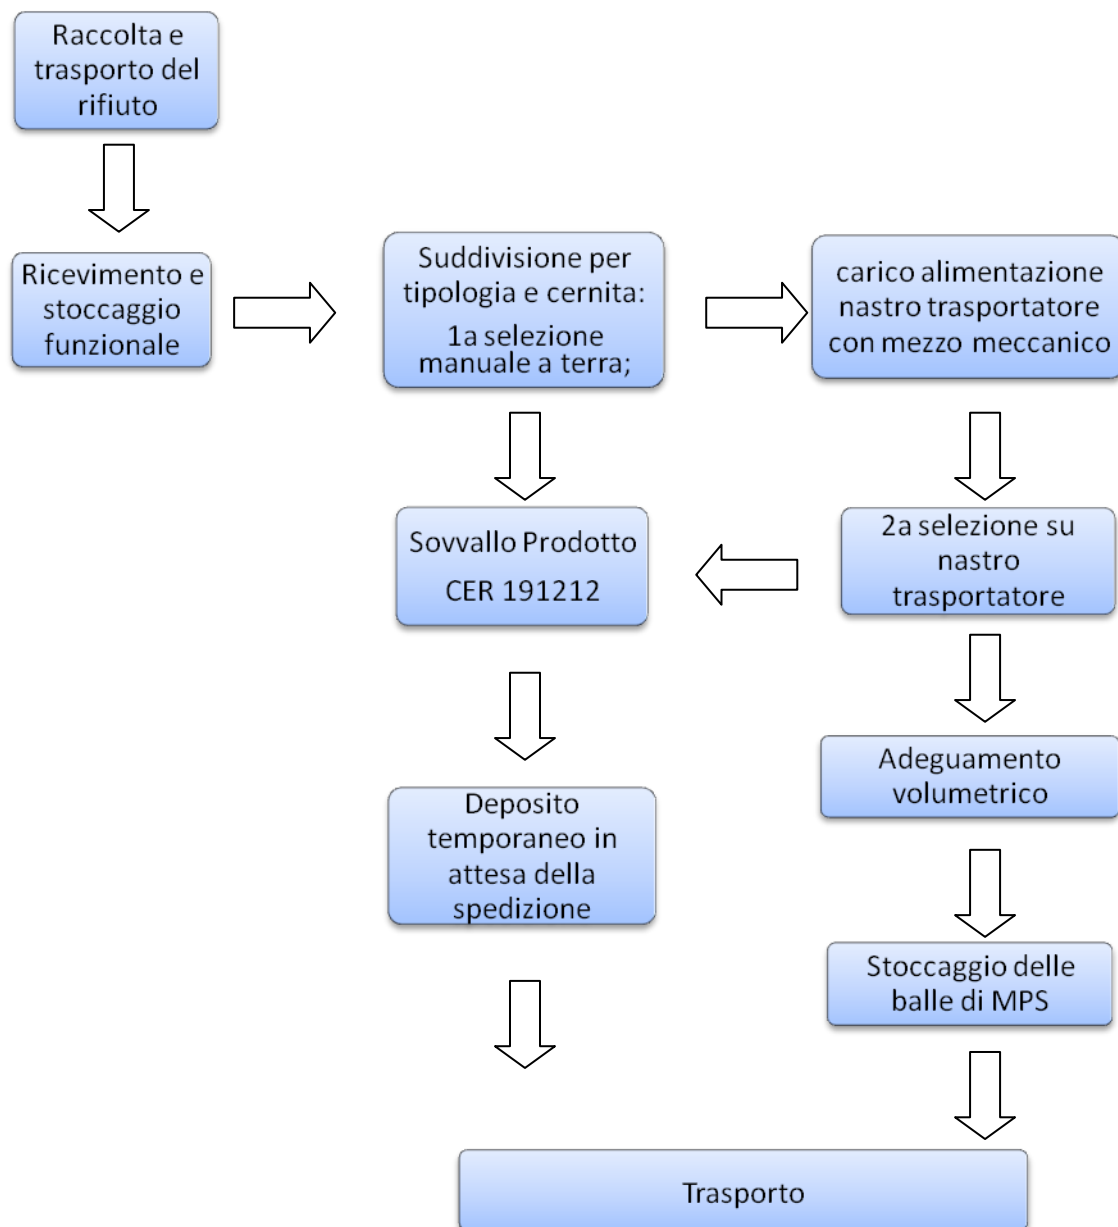 Raccolta e
trasporto del
rifiuto
Ricevimento e
stoccaggio
funzionale
Suddivisione per
tipologia e cernita:
1a selezione
manuale a terra;
carico alimentazione
nastro trasportatore
con mezzo meccanico
Sovvallo Prodotto
CER 191212
2a selezione su
nastro
trasportatore
Adeguamento
volumetrico
Deposito
temporaneo in
attesa della
spedizione
Stoccaggio delle
balle di MPS
Trasporto